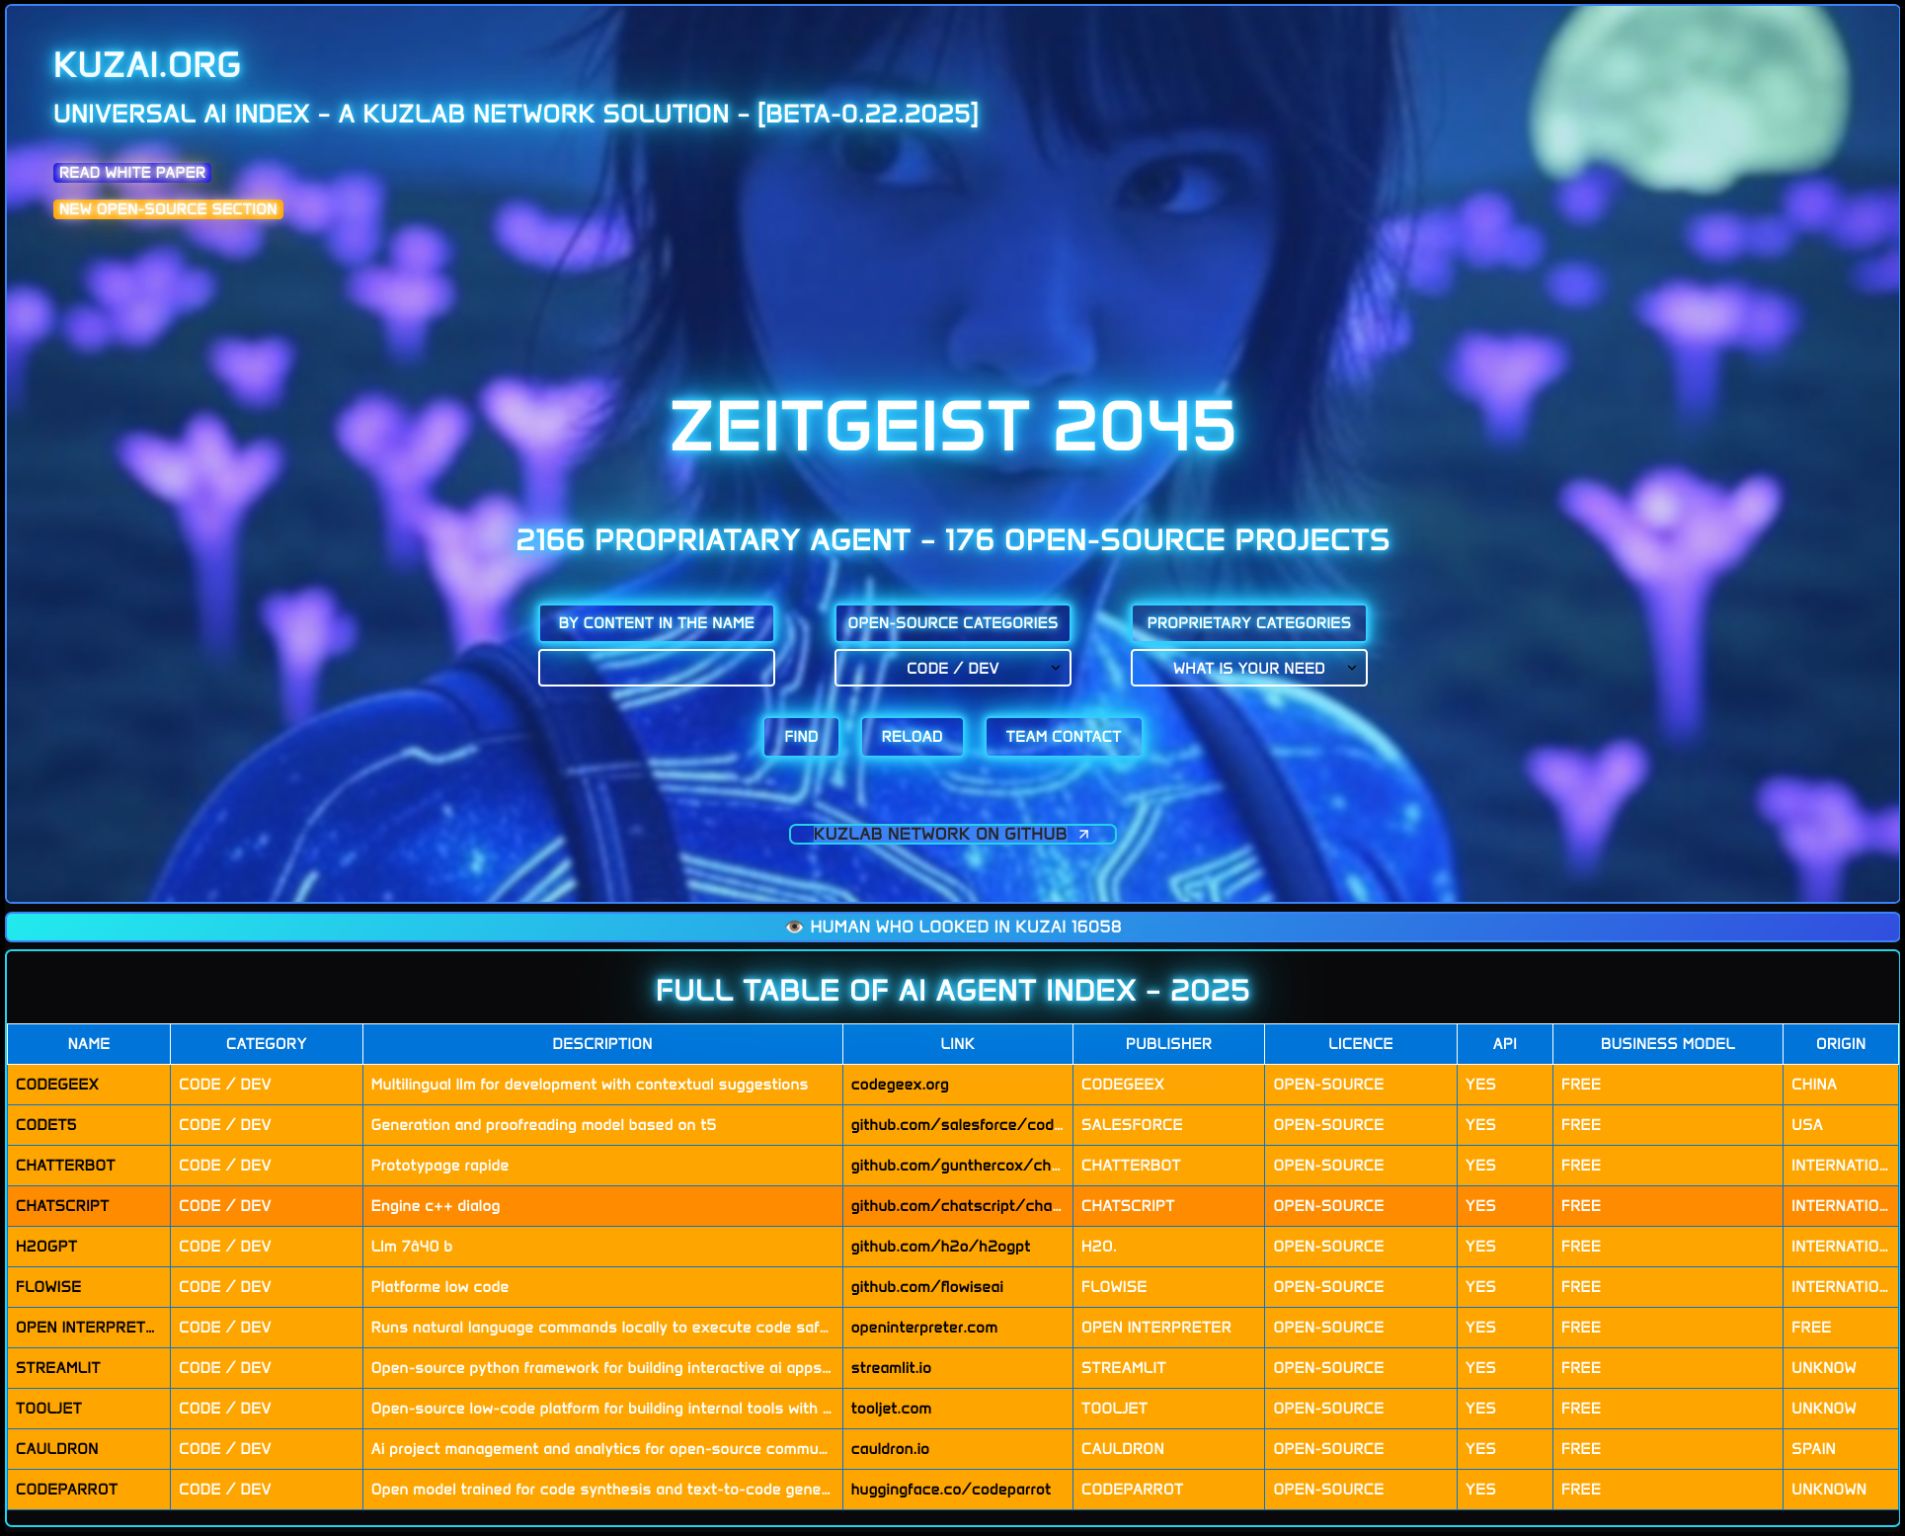 KUZAI.ORG
UNIVERSAL AI INDEX - A KUZLAB NETWORK SOLUTION - [BETA-0.22.2025]
READ WHITE PAPER
NEW OPEN-SOURCE SECTION
ZEITGEIST 2045
2166 PROPRIATARY AGENT - 176 OPEN-SOURCE PROJECTS
BY CONTENT IN THE NAME OPEN-SOURCE CATEGORIES PROPRIETARY CATEGORIES
CODE / DEV WHAT IS YOUR NEED
FIND RELOAD TEAM CONTACT
KUZLAB NETWORK ON GITHUB
👁️ HUMAN WHO LOOKED IN KUZAI 16058
FULL TABLE OF AI AGENT INDEX - 2025
NAME CATEGORY DESCRIPTION LINK PUBLISHER LICENCE API BUSINESS MODEL ORIGIN
CODEGEEX CODE / DEV Multilingual llm for development with contextual suggestions codegeex.org CODEGEEX OPEN-SOURCE YES FREE CHINA
CODET5 CODE / DEV Generation and proofreading model based on t5 github.com/salesforce/cod... SALESFORCE OPEN-SOURCE YES FREE USA
CHATTERBOT CODE / DEV Prototypage rapide github.com/gunthercox/ch... CHATTERBOT OPEN-SOURCE YES FREE INTERNATIO...
CHATSCRIPT CODE / DEV Engine c++ dialog github.com/chatscript/cha... CHATSCRIPT OPEN-SOURCE YES FREE INTERNATIO...
H2OGPT CODE / DEV Llm 7à40 b github.com/h2o/h2ogpt H2O. OPEN-SOURCE YES FREE INTERNATIO...
FLOWISE CODE / DEV Platforme low code github.com/flowiseai FLOWISE OPEN-SOURCE YES FREE INTERNATIO...
OPEN INTERPRET... CODE / DEV Runs natural language commands locally to execute code saf... openinterpreter.com OPEN INTERPRETER OPEN-SOURCE YES FREE FREE
STREAMLIT CODE / DEV Open-source python framework for building interactive ai apps... streamlit.io STREAMLIT OPEN-SOURCE YES FREE UNKNOW
TOOLJET CODE / DEV Open-source low-code platform for building internal tools with ... tooljet.com TOOLJET OPEN-SOURCE YES FREE UNKNOW
CAULDRON CODE / DEV Ai project management and analytics for open-source commu... cauldron.io CAULDRON OPEN-SOURCE YES FREE SPAIN
CODEPARROT CODE / DEV Open model trained for code synthesis and text-to-code gene... huggingface.co/codeparrot CODEPARROT OPEN-SOURCE YES FREE UNKNOWN